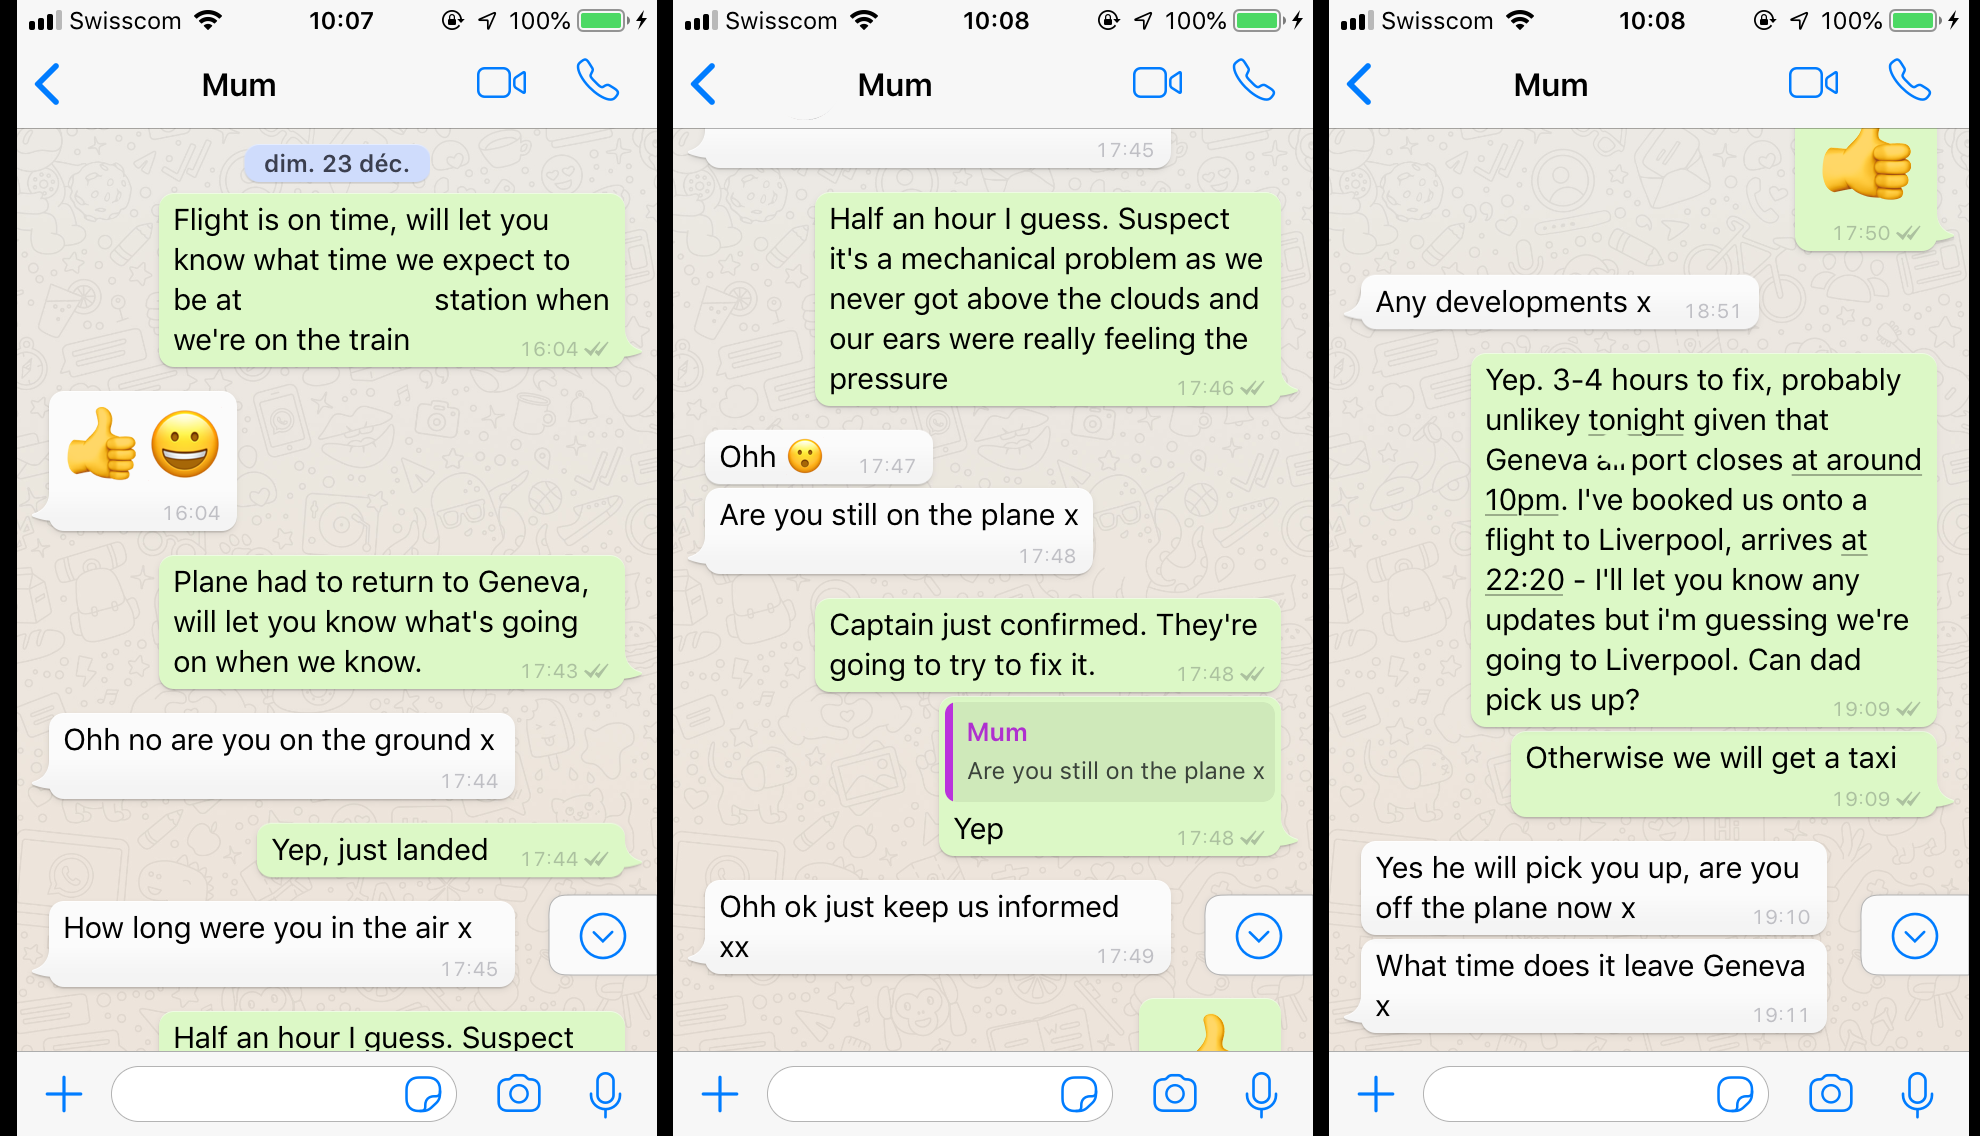 Swisscom 10:07 100%
Mum
dim. 23 déc.
Flight is on time, will let you
know what time we expect to
be at station when
we're on the train 16:04
16:04
Plane had to return to Geneva,
will let you know what's going
on when we know. 17:43
Ohh no are you on the ground x
17:44
Yep, just landed 17:44
How long were you in the air x
17:45
Half an hour I guess. Suspect
Swisscom 10:08 100%
Mum
17:45
Half an hour I guess. Suspect
it's a mechanical problem as we
never got above the clouds and
our ears were really feeling the
pressure 17:46
Ohh 17:47
Are you still on the plane x
17:48
Captain just confirmed. They're
going to try to fix it. 17:48
Mum
Are you still on the plane x
Yep 17:48
Ohh ok just keep us informed
xx 17:49
Swisscom 10:08 100%
Mum
17:50
Any developments x 18:51
Yep. 3-4 hours to fix, probably
unlikey tonight given that
Geneva port closes at around
10pm. I've booked us onto a
flight to Liverpool, arrives at
22:20 - I'll let you know any
updates but i'm guessing we're
going to Liverpool. Can dad
pick us up? 19:09
Otherwise we will get a taxi
19:09
Yes he will pick you up, are you
off the plane now x 19:10
What time does it leave Geneva
x 19:11